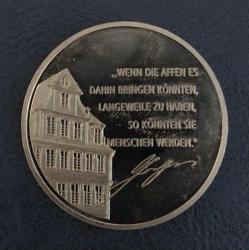 „WENN DIE AFFEN ES
DAHIN BRINGEN KÖNNTEN,
LANGEWEILE ZU HABEN,
SO KÖNNTEN SIE
MENSCHEN WERDEN.“